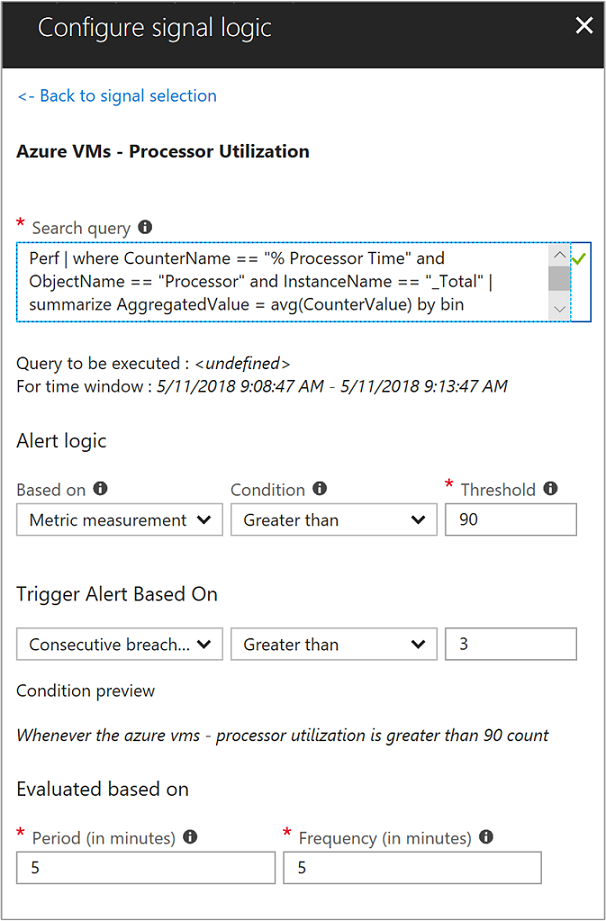 Configure signal logic
<- Back to signal selection
Azure VMs - Processor Utilization
* Search query
Perf | where CounterName == "% Processor Time" and
ObjectName == "Processor" and InstanceName == "_Total" |
summarize AggregatedValue = avg(CounterValue) by bin
Query to be executed : <undefined>
For time window : 5/11/2018 9:08:47 AM - 5/11/2018 9:13:47 AM
Alert logic
Based on Condition * Threshold
Metric measurement Greater than 90
Trigger Alert Based On
Consecutive breach... Greater than 3
Condition preview
Whenever the azure vms - processor utilization is greater than 90 count
Evaluated based on
* Period (in minutes) * Frequency (in minutes)
5 5